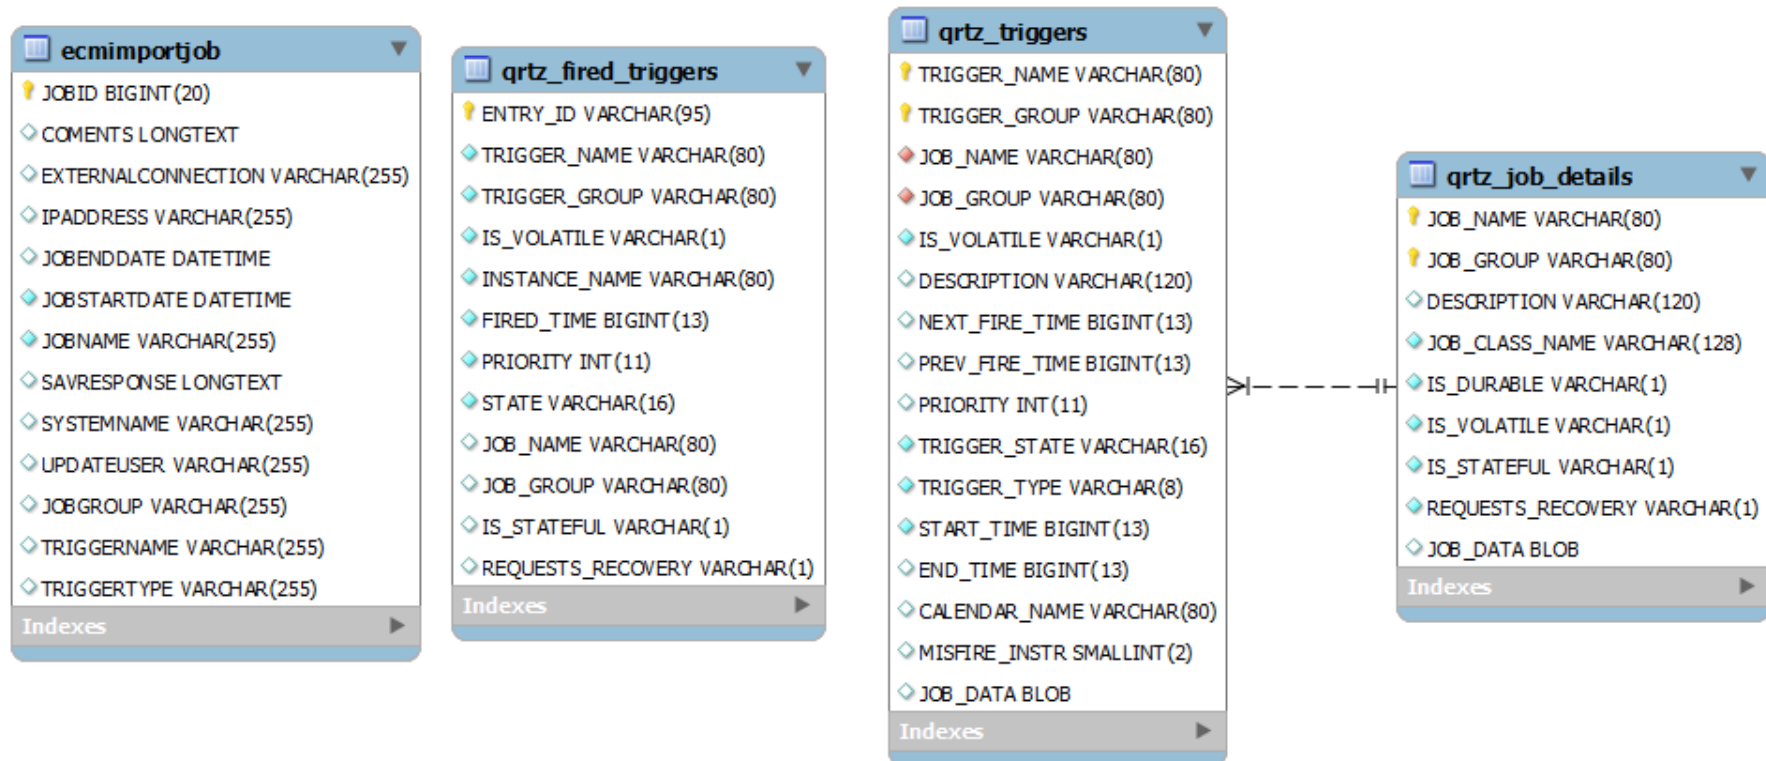 ecmimportjob
JOBID BIGINT(20)
COMENTS LONGTEXT
EXTERNALCONNECTION VARCHAR(255)
IPADDRESS VARCHAR(255)
JOBENDDATE DATETIME
JOBSTARTDATE DATETIME
JOBNAME VARCHAR(255)
SAVRESPONSE LONGTEXT
SYSTEMNAME VARCHAR(255)
UPDATEUSER VARCHAR(255)
JOBGROUP VARCHAR(255)
TRIGGERNAME VARCHAR(255)
TRIGGERTYPE VARCHAR(255)
Indexes
qrtz_fired_triggers
ENTRY_ID VARCHAR(95)
TRIGGER_NAME VARCHAR(80)
TRIGGER_GROUP VARCHAR(80)
IS_VOLATILE VARCHAR(1)
INSTANCE_NAME VARCHAR(80)
FIRED_TIME BIGINT(13)
PRIORITY INT(11)
STATE VARCHAR(16)
JOB_NAME VARCHAR(80)
JOB_GROUP VARCHAR(80)
IS_STATEFUL VARCHAR(1)
REQUESTS_RECOVERY VARCHAR(1)
Indexes
qrtz_triggers
TRIGGER_NAME VARCHAR(80)
TRIGGER_GROUP VARCHAR(80)
JOB_NAME VARCHAR(80)
JOB_GROUP VARCHAR(80)
IS_VOLATILE VARCHAR(1)
DESCRIPTION VARCHAR(120)
NEXT_FIRE_TIME BIGINT(13)
PREV_FIRE_TIME BIGINT(13)
PRIORITY INT(11)
TRIGGER_STATE VARCHAR(16)
TRIGGER_TYPE VARCHAR(8)
START_TIME BIGINT(13)
END_TIME BIGINT(13)
CALENDAR_NAME VARCHAR(80)
MISFIRE_INSTR SMALLINT(2)
JOB_DATA BLOB
Indexes
qrtz_job_details
JOB_NAME VARCHAR(80)
JOB_GROUP VARCHAR(80)
DESCRIPTION VARCHAR(120)
JOB_CLASS_NAME VARCHAR(128)
IS_DURABLE VARCHAR(1)
IS_VOLATILE VARCHAR(1)
IS_STATEFUL VARCHAR(1)
REQUESTS_RECOVERY VARCHAR(1)
JOB_DATA BLOB
Indexes